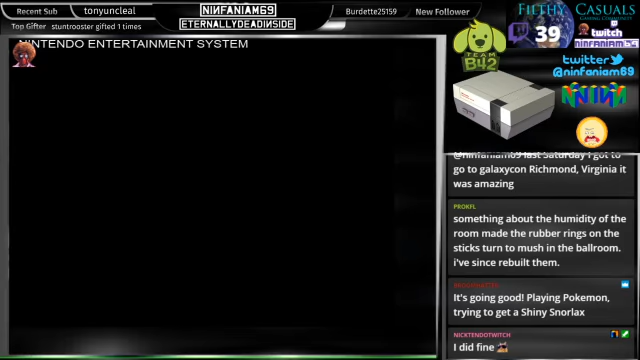 Recent Sub
tonyuncleal
NINFANIAM69
ETERNALLYDEADINSIDE
Burdette25159
New Follower
Top Gifter stuntrooster gifted 1 times
NINTENDO ENTERTAINMENT SYSTEM
FILTHY CASUALS
GAMING COMMUNITY
39
twitch
NINFANIAM69
TEAM
B42
twitter
@ninfaniam69
@ninfaniam69 last Saturday I got to
go to galaxycon Richmond, Virginia it
was amazing
PROKFL
something about the humidity of the
room made the rubber rings on the
sticks turn to mush in the ballroom.
i've since rebuilt them.
It's going good! Playing Pokemon,
trying to get a Shiny Snorlax
NICKTENDOTWITCH
I did fine